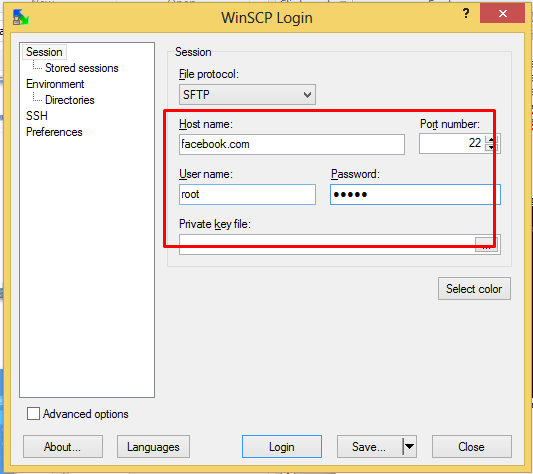 WinSCP Login
Session
Stored sessions
Environment
Directories
SSH
Preferences
Session
File protocol:
SFTP
Host name:
Port number:
facebook.com
22
User name:
Password:
root
●●●●●
Private key file:
...
Select color
Advanced options
About...
Languages
Login
Save...
Close